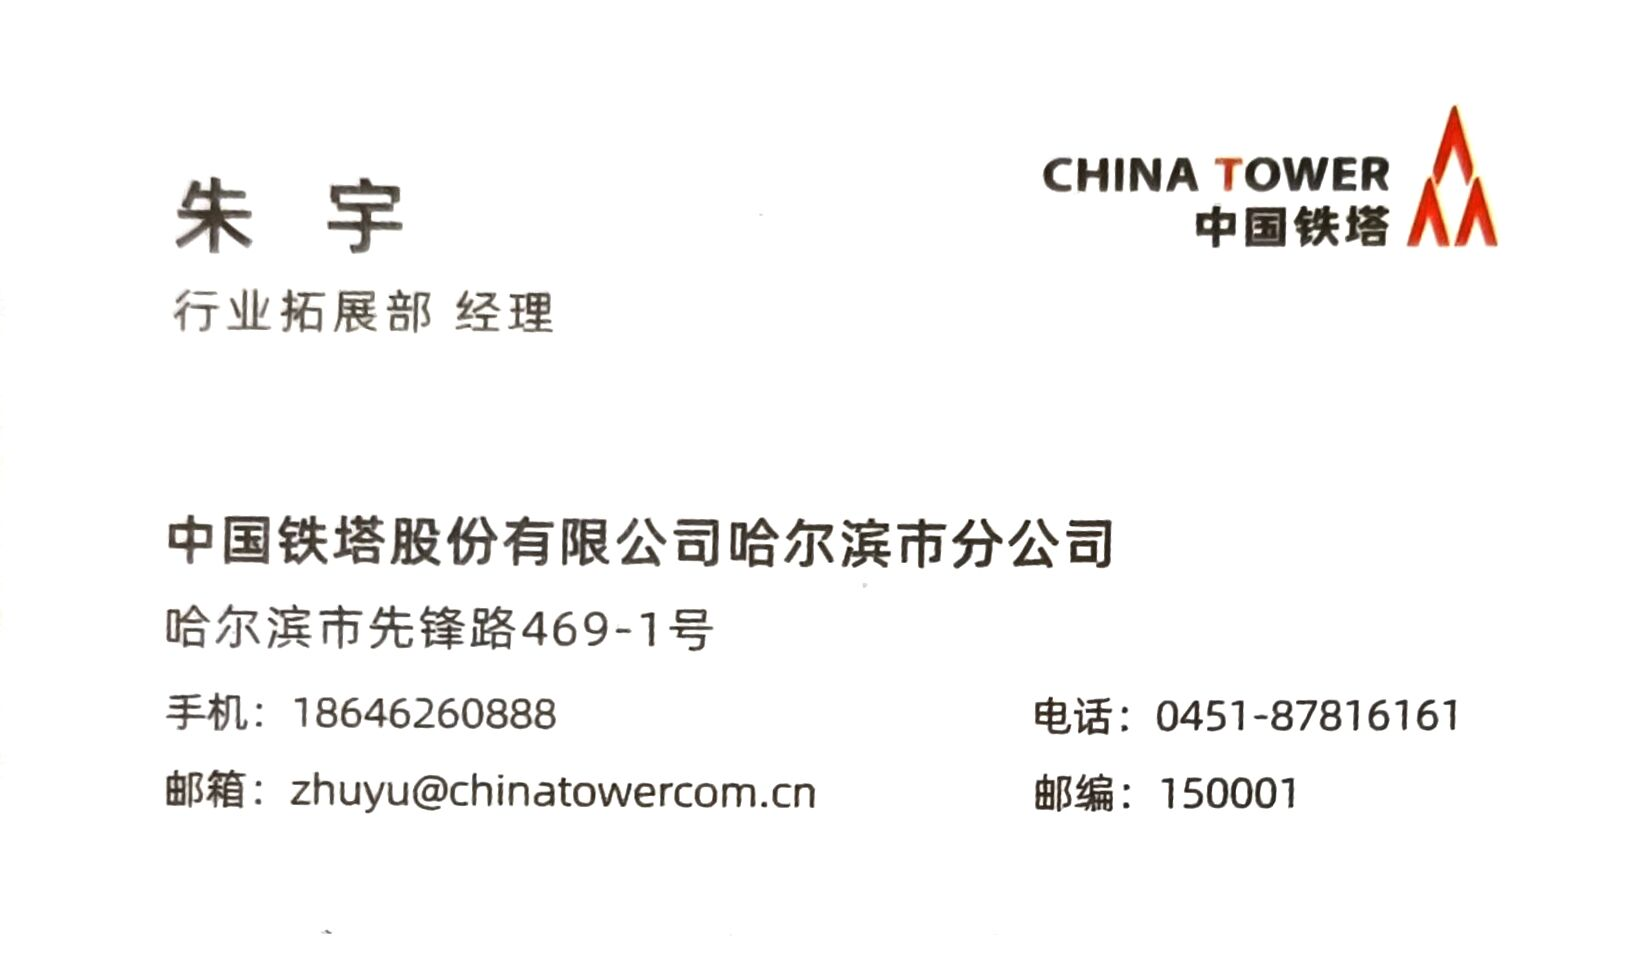 朱 宇
行业拓展部 经理
CHINA TOWER
中国铁塔
中国铁塔股份有限公司哈尔滨市分公司
哈尔滨市先锋路469-1号
手机：18646260888
电话：0451-87816161
邮箱：zhuyu@chinatowercom.cn
邮编：150001